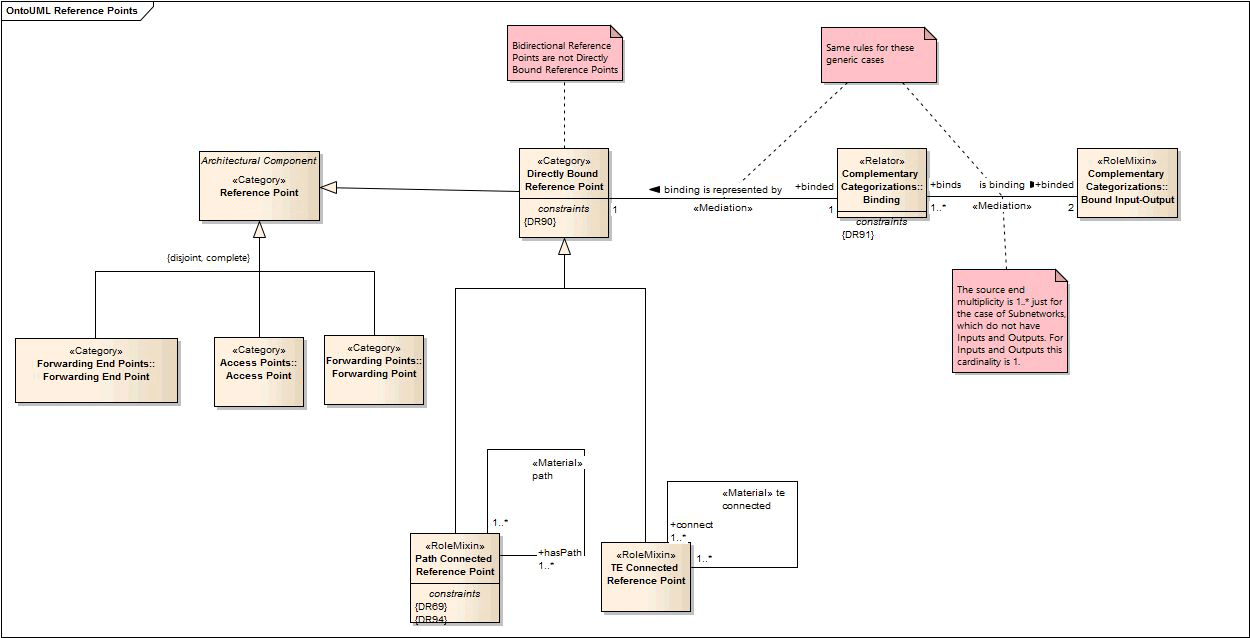 OntoUML Reference Points
Bidirectional Reference
Points are not Directly
Bound Reference Points
Same rules for these
generic cases
Architectural Component
«Category»
Reference Point
«Category»
Directly Bound
Reference Point
constraints
{DR90}
1
binding is represented by
«Mediation»
+binded
1
«Relator»
Complementary
Categorizations::
Binding
constraints
{DR91}
+binds
1..*
is binding
«Mediation»
+binded
2
«RoleMixin»
Complementary
Categorizations::
Bound Input-Output
{disjoint, complete}
The source end
multiplicity is 1..* just for
the case of Subnetworks,
which do not have
Inputs and Outputs. For
Inputs and Outputs this
cardinality is 1.
«Category»
Forwarding End Points::
Forwarding End Point
«Category»
Access Points::
Access Point
«Category»
Forwarding Points::
Forwarding Point
«Material»
path
1..*
+hasPath
1..*
«RoleMixin»
Path Connected
Reference Point
constraints
{DR69}
{DR94}
«Material» te
connected
+connect
1..*
1..*
«RoleMixin»
TE Connected
Reference Point